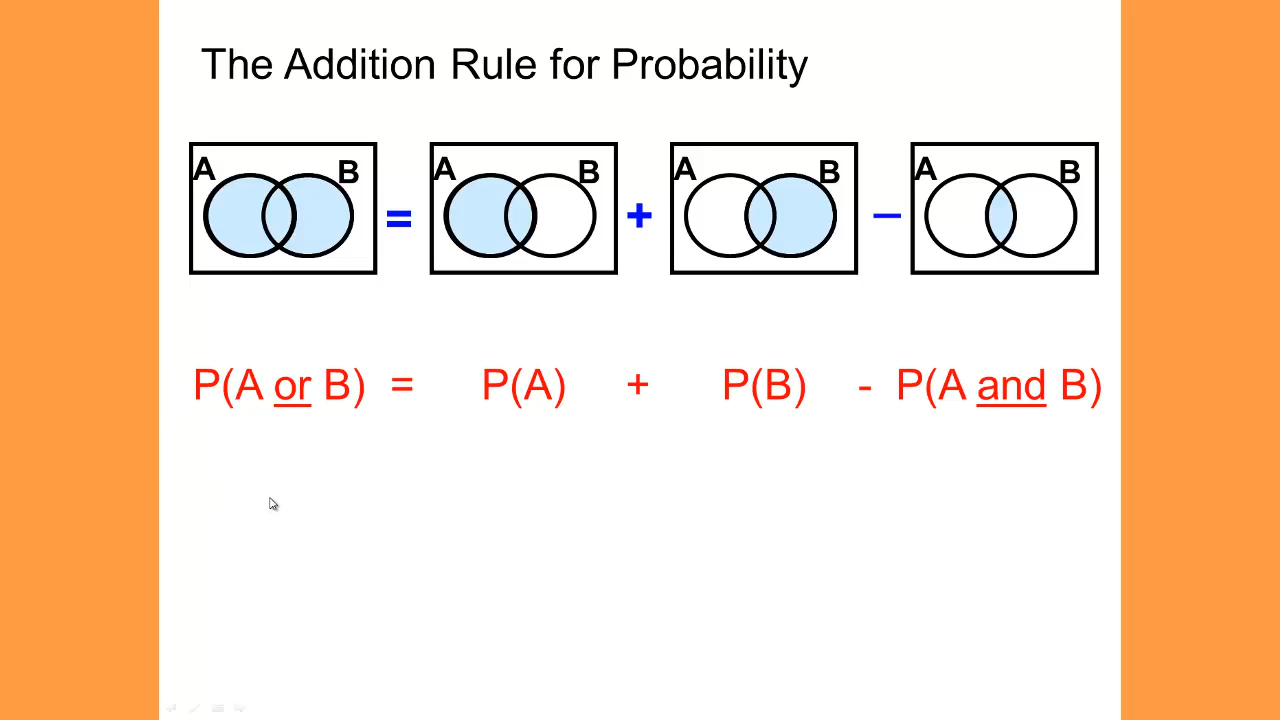 The Addition Rule for Probability
A B = A B + A B – A B
P(A or B) = P(A) + P(B) - P(A and B)